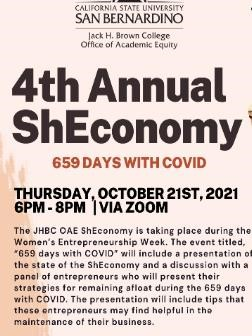 CALIFORNIA STATE UNIVERSITY
SAN BERNARDINO
Jack H. Brown College
Office of Academic Equity
4th Annual
ShEconomy
659 DAYS WITH COVID
THURSDAY, OCTOBER 21ST, 2021
6PM - 8PM | VIA ZOOM
The JHBC OAE ShEconomy is taking place during the
Women's Entrepreneurship Week. The event titled,
"659 days with COVID" will include a presentation of
the state of the ShEconomy and a discussion with a
panel of entrepreneurs who will present their
strategies for remaining afloat during the 659 days
with COVID. The presentation will include tips that
these entrepreneurs may find helpful in the
maintenance of their business.